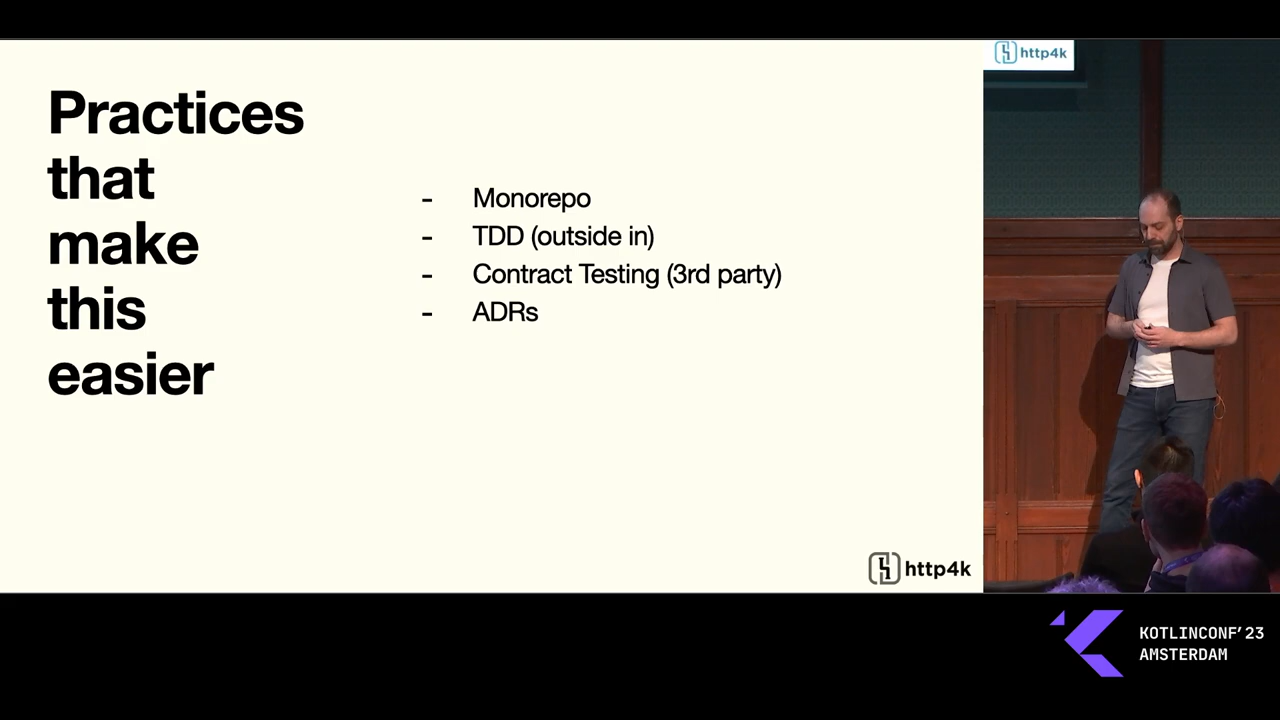 Practices
that
make
this
easier
- Monorepo
- TDD (outside in)
- Contract Testing (3rd party)
- ADRs
http4k
http4k
KOTLINCONF'23
AMSTERDAM